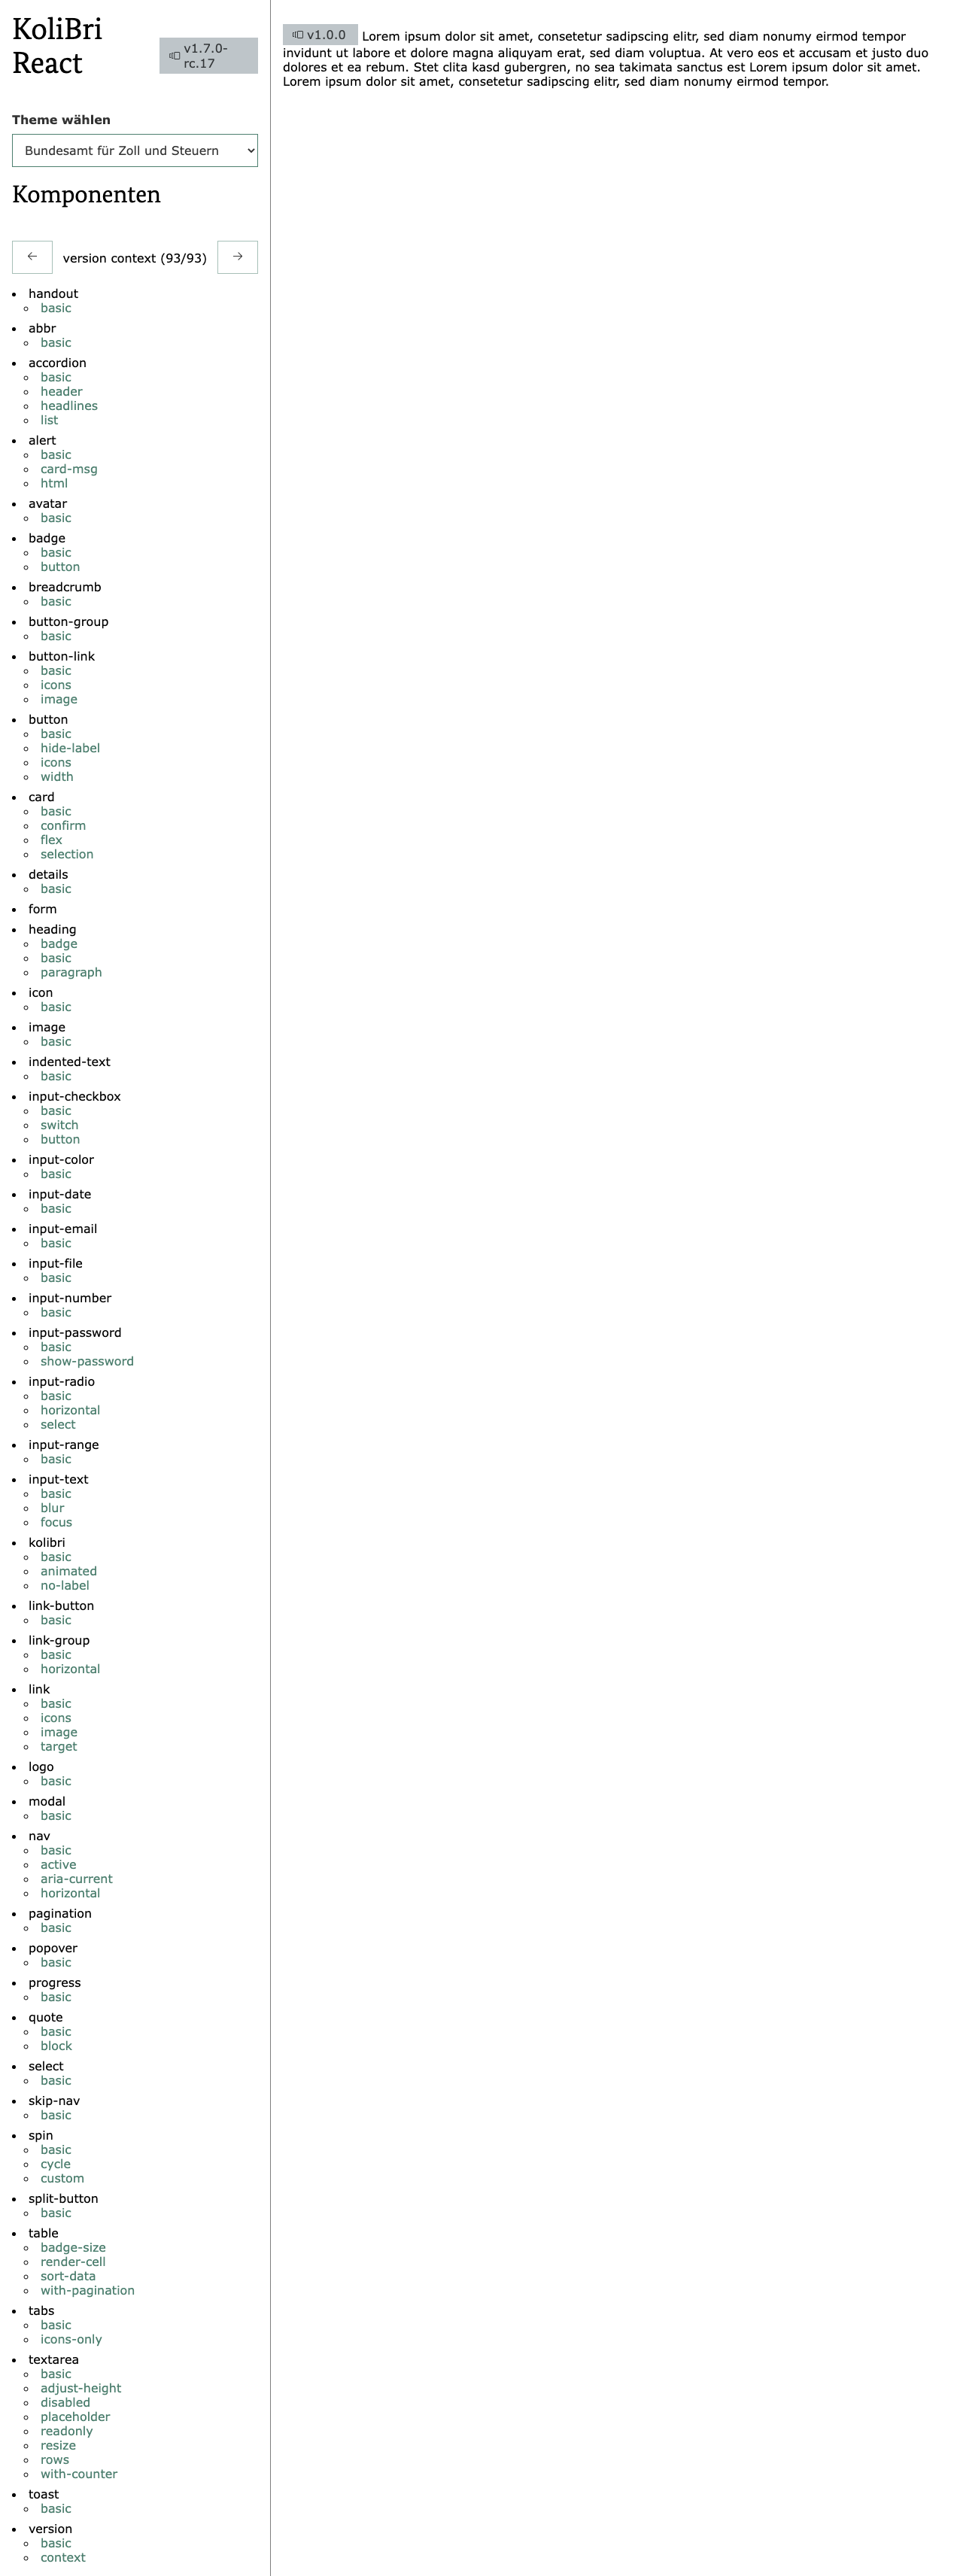 KoliBri
React
v1.7.0-
rc.17
Theme wählen
Bundesamt für Zoll und Steuern
Komponenten
← version context (93/93) →
handout
basic
abbr
basic
accordion
basic
header
headlines
list
alert
basic
card-msg
html
avatar
basic
badge
basic
button
breadcrumb
basic
button-group
basic
button-link
basic
icons
image
button
basic
hide-label
icons
width
card
basic
confirm
flex
selection
details
basic
form
heading
badge
basic
paragraph
icon
basic
image
basic
indented-text
basic
input-checkbox
basic
switch
button
input-color
basic
input-date
basic
input-email
basic
input-file
basic
input-number
basic
input-password
basic
show-password
input-radio
basic
horizontal
select
input-range
basic
input-text
basic
blur
focus
kolibri
basic
animated
no-label
link-button
basic
link-group
basic
horizontal
link
basic
icons
image
target
logo
basic
modal
basic
nav
basic
active
aria-current
horizontal
pagination
basic
popover
basic
progress
basic
quote
basic
block
select
basic
skip-nav
basic
spin
basic
cycle
custom
split-button
basic
table
badge-size
render-cell
sort-data
with-pagination
tabs
basic
icons-only
textarea
basic
adjust-height
disabled
placeholder
readonly
resize
rows
with-counter
toast
basic
version
basic
context
v1.0.0 Lorem ipsum dolor sit amet, consetetur sadipscing elitr, sed diam nonumy eirmod tempor
invidunt ut labore et dolore magna aliquyam erat, sed diam voluptua. At vero eos et accusam et justo duo
dolores et ea rebum. Stet clita kasd gubergren, no sea takimata sanctus est Lorem ipsum dolor sit amet.
Lorem ipsum dolor sit amet, consetetur sadipscing elitr, sed diam nonumy eirmod tempor.